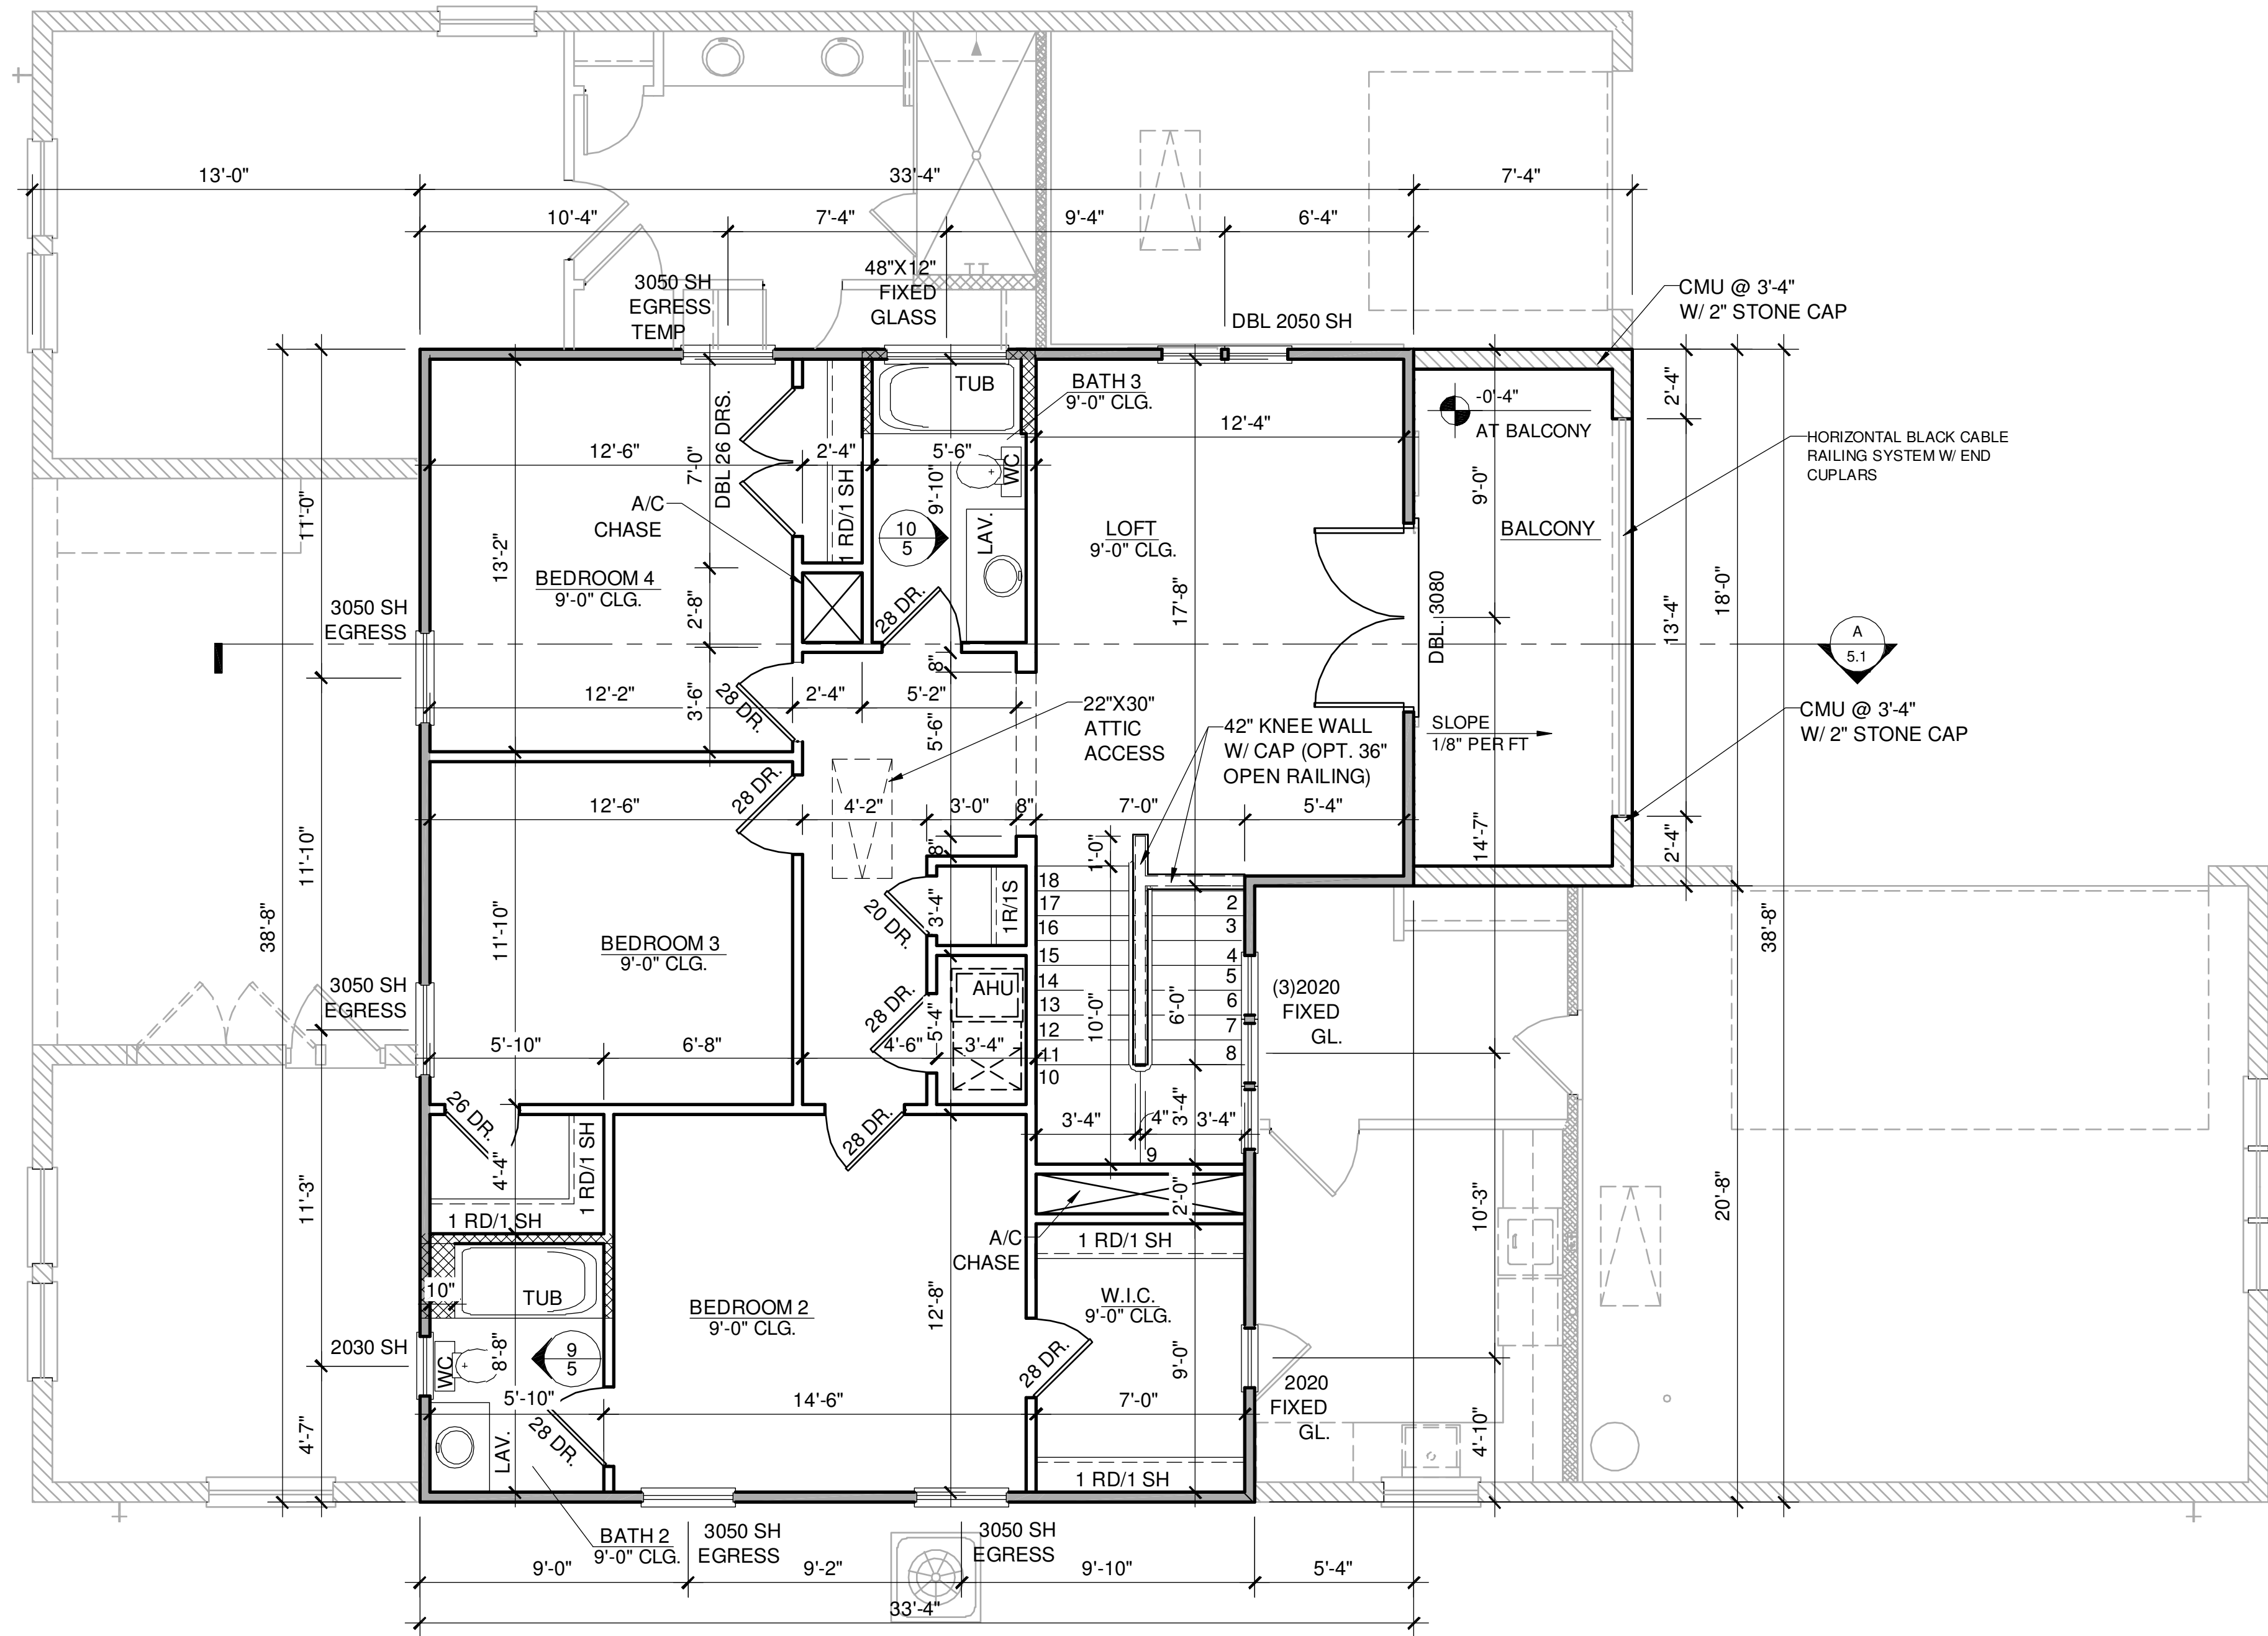 13'-0"
33'-4"
7'-4"
10'-4"
7'-4"
9'-4"
6'-4"
3050 SH
EGRESS
TEMP
48"X12"
FIXED
GLASS
DBL 2050 SH
CMU @ 3'-4"
W/ 2" STONE CAP
TUB
BATH 3
9'-0" CLG.
-0'-4"
AT BALCONY
2'-4"
DBL 26 DRS.
7'-0"
12'-6"
2'-4"
5'-6"
12'-4"
WC
1 RD/1 SH
9'-10"
9'-0"
HORIZONTAL BLACK CABLE
RAILING SYSTEM W/ END
CUPLARS
11'-0"
A/C
CHASE
10
5
LAV.
LOFT
9'-0" CLG.
BALCONY
13'-2"
BEDROOM 4
9'-0" CLG.
3050 SH
EGRESS
2'-8"
28 DR.
17'-8"
DBL. 3080
13'-4"
18'-0"
A
5.1
8"
12'-2"
3'-6"
28 DR.
2'-4"
5'-2"
5'-6"
22"X30"
ATTIC
ACCESS
42" KNEE WALL
W/ CAP (OPT. 36"
OPEN RAILING)
SLOPE
1/8" PER FT
CMU @ 3'-4"
W/ 2" STONE CAP
12'-6"
28 DR.
4'-2"
3'-0"
8"
7'-0"
5'-4"
14'-7"
2'-4"
11'-10"
8"
1'-0"
38'-8"
11'-10"
BEDROOM 3
9'-0" CLG.
20 DR.
3'-4"
1R/1S
18
17
16
15
14
13
12
11
10
2
3
4
5
6
7
8
38'-8"
3050 SH
EGRESS
28 DR.
AHU
10'-0"
6'-0"
(3)2020
FIXED
GL.
5'-10"
6'-8"
4'-6"
5'-4"
3'-4"
26 DR.
28 DR.
3'-4"
4"
3'-4"
3'-4"
9
11'-3"
4'-4"
1 RD/1 SH
1 RD/1 SH
2'-0"
10'-3"
20'-8"
A/C
CHASE
1 RD/1 SH
10"
TUB
BEDROOM 2
9'-0" CLG.
12'-8"
W.I.C.
9'-0" CLG.
2030 SH
WC
8'-8"
9
5
28 DR.
9'-0"
5'-10"
14'-6"
7'-0"
2020
FIXED
GL.
4'-7"
LAV.
28 DR.
4'-10"
1 RD/1 SH
BATH 2
9'-0" CLG.
3050 SH
EGRESS
3050 SH
EGRESS
9'-0"
9'-2"
9'-10"
5'-4"
33'-4"